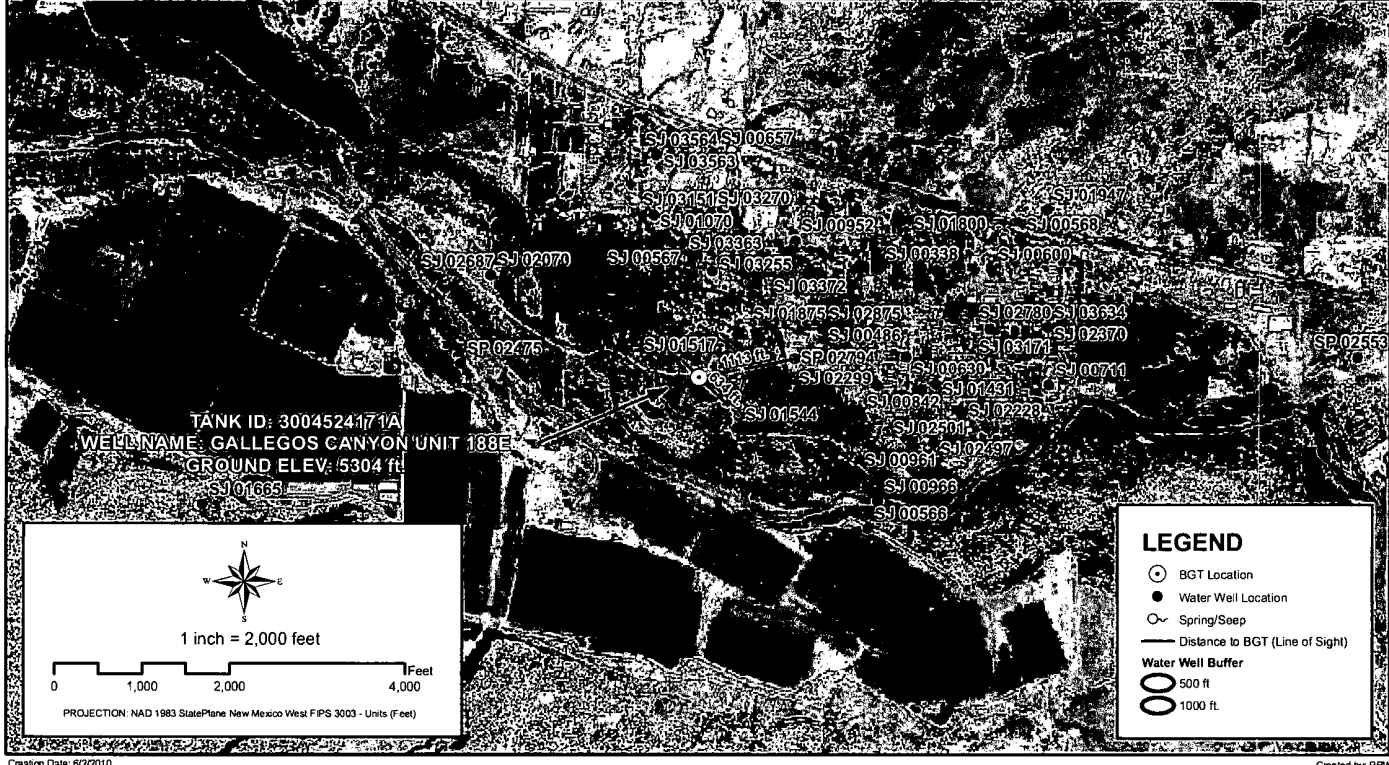 SJ 03564 SJ 00657
SJ 03563
SJ 01947
SJ 03151 SJ 03270
SJ 01070
SJ 00952
SJ 01800
SJ 00568
SJ 03363
SJ 02687 SJ 02070
SJ 00567
SJ 03255
SJ 00338
SJ 00600
SJ 03372
SJ 01875 SJ 02875
SJ 02780 SJ 03634
SJ 00486
SJ 02370
SP 02475
SJ 01517
SJ 03171
SP 02553
SP 02794
SJ 02299
SJ 00630
SJ 00711
SJ 01431
SJ 00842
SJ 02228
SJ 01544
TANK ID: 3004524171A
WELL NAME: GALLEGOS CANYON UNIT 188E
GROUND ELEV: 5304 ft
SJ 02501
SJ 02497
SJ 00961
SJ 01665
SJ 00966
SJ 00566
N
W E
S
1 inch = 2,000 feet
Feet
0 1,000 2,000 4,000
PROJECTION: NAD 1983 StatePlane New Mexico West FIPS 3003 - Units (Feet)
LEGEND
BGT Location
Water Well Location
Spring/Seep
Distance to BGT (Line of Sight)
Water Well Buffer
500 ft
1000 ft.
Creation Date: 6/2/2010
Created by: